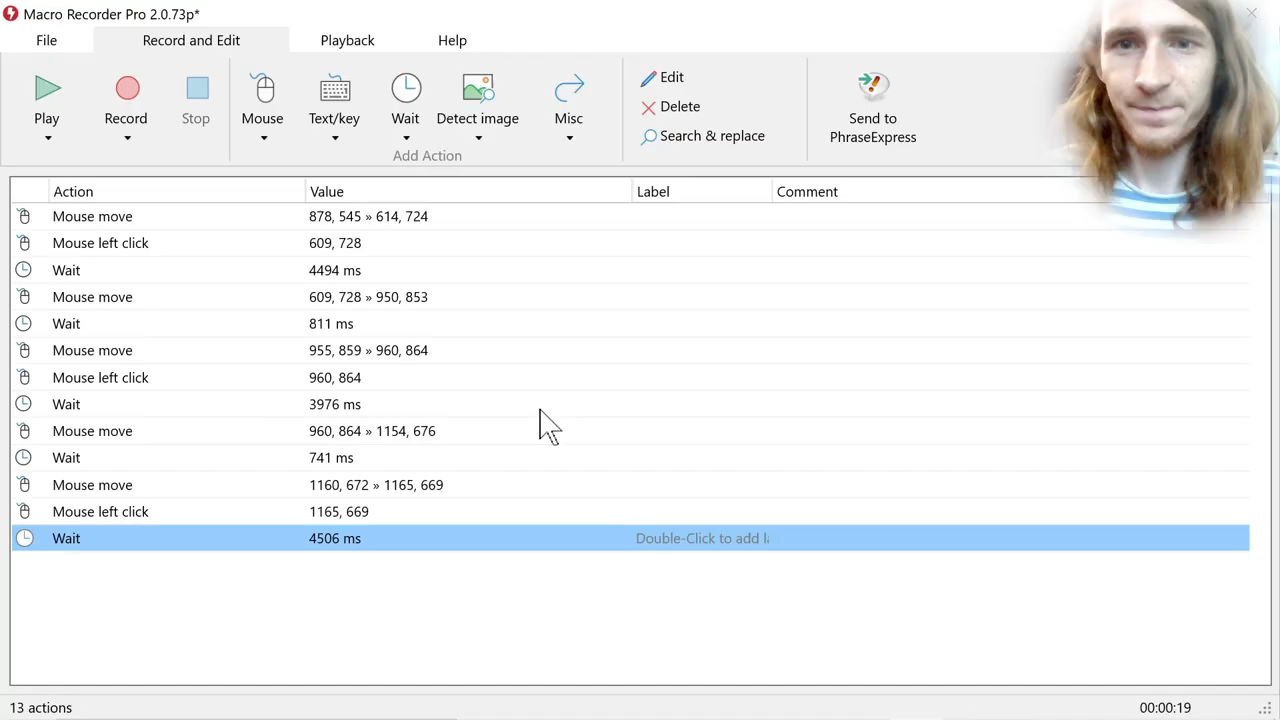 Macro Recorder Pro 2.0.73p*
File Record and Edit Playback Help
Play Record Stop Mouse Text/key Wait Detect image Misc
Add Action
Edit
Delete
Search & replace
Send to
PhraseExpress
Action Value Label Comment
Mouse move 878, 545 » 614, 724
Mouse left click 609, 728
Wait 4494 ms
Mouse move 609, 728 » 950, 853
Wait 811 ms
Mouse move 955, 859 » 960, 864
Mouse left click 960, 864
Wait 3976 ms
Mouse move 960, 864 » 1154, 676
Wait 741 ms
Mouse move 1160, 672 » 1165, 669
Mouse left click 1165, 669
Wait 4506 ms Double-Click to add
13 actions 00:00:19